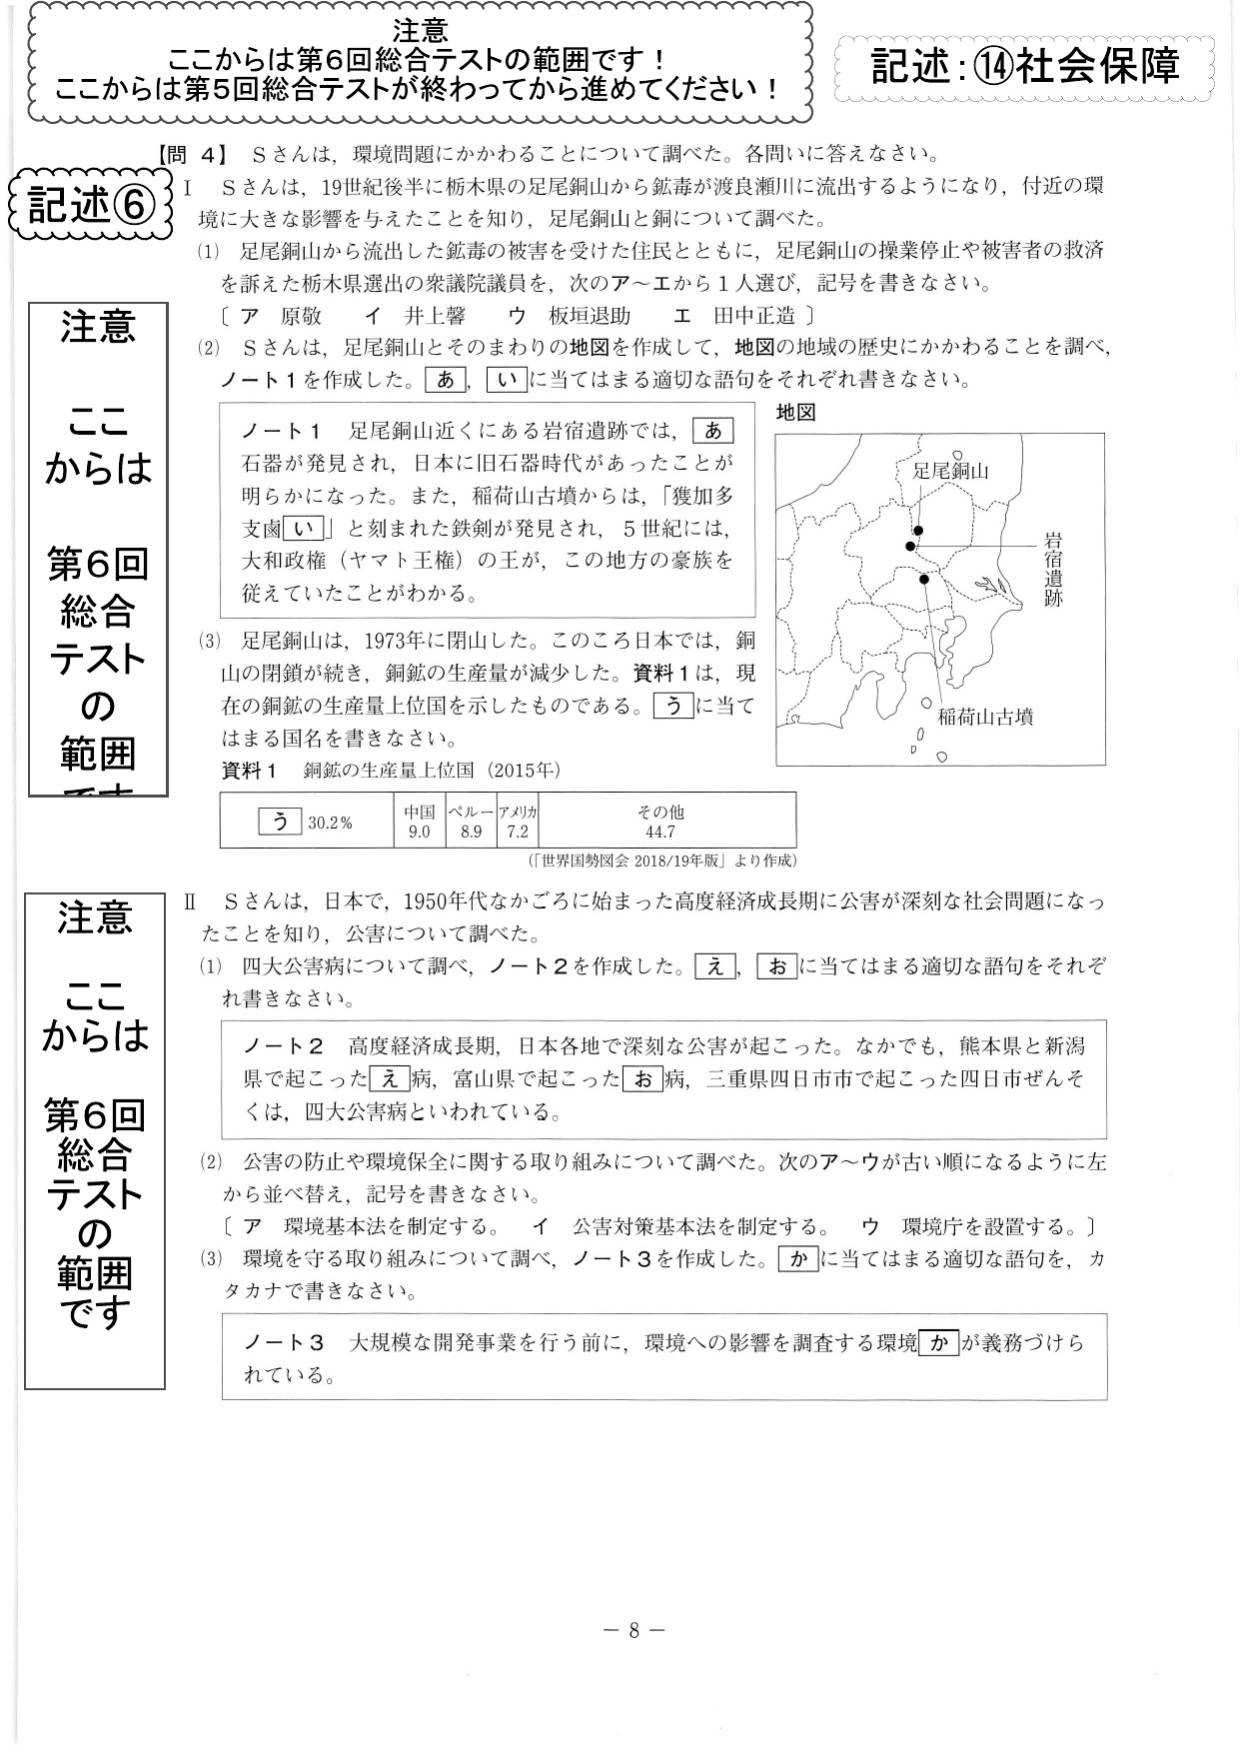 注意
ここからは第6回総合テストの範囲です！
ここからは第5回総合テストが終わってから進めてください！
記述：⑭社会保障
【問 4】 Sさんは，環境問題にかかわることについて調べた。各問いに答えなさい。
記述⑥
Ⅰ Sさんは，19世紀後半に栃木県の足尾銅山から鉱毒が渡良瀬川に流出するようになり，付近の環
境に大きな影響を与えたことを知り，足尾銅山と銅について調べた。
(1) 足尾銅山から流出した鉱毒の被害を受けた住民とともに，足尾銅山の操業停止や被害者の救済
を訴えた栃木県選出の衆議院議員を，次のア〜エから1人選び，記号を書きなさい。
〔 ア 原敬 イ 井上馨 ウ 板垣退助 エ 田中正造 〕
(2) Sさんは，足尾銅山とそのまわりの地図を作成して，地図の地域の歴史にかかわることを調べ，
ノート1を作成した。 あ ， い に当てはまる適切な語句をそれぞれ書きなさい。
注意
ここ
からは
第6回
総合
テスト
の
範囲
です
ノート1 足尾銅山近くにある岩宿遺跡では， あ
石器が発見され，日本に旧石器時代があったことが
明らかになった。また，稲荷山古墳からは，「獲加多
支鹵 い 」と刻まれた鉄剣が発見され，5世紀には，
大和政権（ヤマト王権）の王が，この地方の豪族を
従えていたことがわかる。
地図
足尾銅山
岩宿遺跡
稲荷山古墳
(3) 足尾銅山は，1973年に閉山した。このころ日本では，銅
山の閉鎖が続き，銅鉱の生産量が減少した。資料1は，現
在の銅鉱の生産量上位国を示したものである。 う に当て
はまる国名を書きなさい。
資料1 銅鉱の生産量上位国（2015年）
う 30.2% 中国 ペルー アメリカ その他
9.0 8.9 7.2 44.7
（「世界国勢図会 2018/19年版」より作成）
注意
ここ
からは
第6回
総合
テスト
の
範囲
です
Ⅱ Sさんは，日本で，1950年代なかごろに始まった高度経済成長期に公害が深刻な社会問題になっ
たことを知り，公害について調べた。
(1) 四大公害病について調べ，ノート2を作成した。 え ， お に当てはまる適切な語句をそれぞ
れ書きなさい。
ノート2 高度経済成長期，日本各地で深刻な公害が起こった。なかでも，熊本県と新潟
県で起こった え 病，富山県で起こった お 病，三重県四日市市で起こった四日市ぜんそ
くは，四大公害病といわれている。
(2) 公害の防止や環境保全に関する取り組みについて調べた。次のア〜ウが古い順になるように左
から並べ替え，記号を書きなさい。
〔 ア 環境基本法を制定する。 イ 公害対策基本法を制定する。 ウ 環境庁を設置する。〕
(3) 環境を守る取り組みについて調べ，ノート3を作成した。 か に当てはまる適切な語句を，カ
タカナで書きなさい。
ノート3 大規模な開発事業を行う前に，環境への影響を調査する環境 か が義務づけら
れている。
－ 8 －